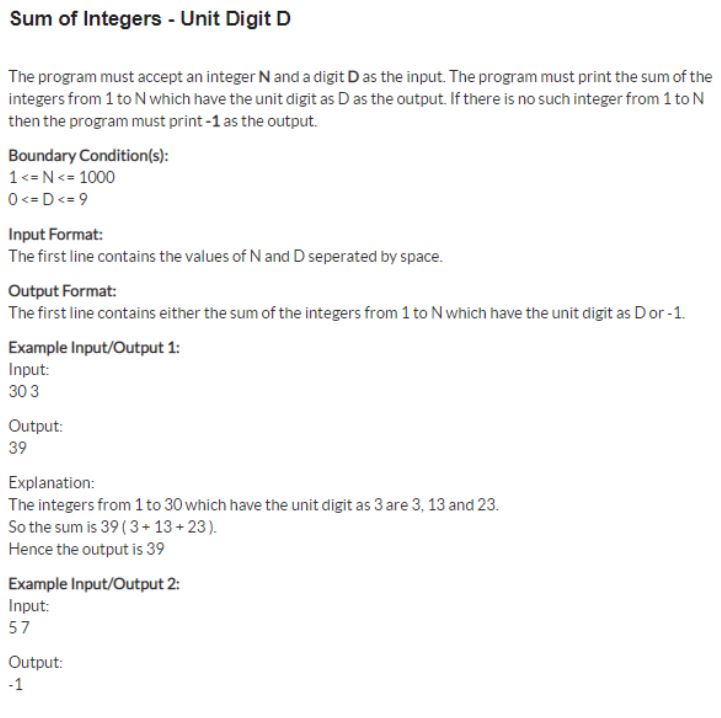 Sum of Integers - Unit Digit D
The program must accept an integer N and a digit D as the input. The program must print the sum of the
integers from 1 to N which have the unit digit as D as the output. If there is no such integer from 1 to N
then the program must print -1 as the output.
Boundary Condition(s):
1 <= N <= 1000
0 <= D <= 9
Input Format:
The first line contains the values of N and D seperated by space.
Output Format:
The first line contains either the sum of the integers from 1 to N which have the unit digit as D or -1.
Example Input/Output 1:
Input:
30 3
Output:
39
Explanation:
The integers from 1 to 30 which have the unit digit as 3 are 3, 13 and 23.
So the sum is 39 ( 3 + 13 + 23 ).
Hence the output is 39
Example Input/Output 2:
Input:
5 7
Output:
-1